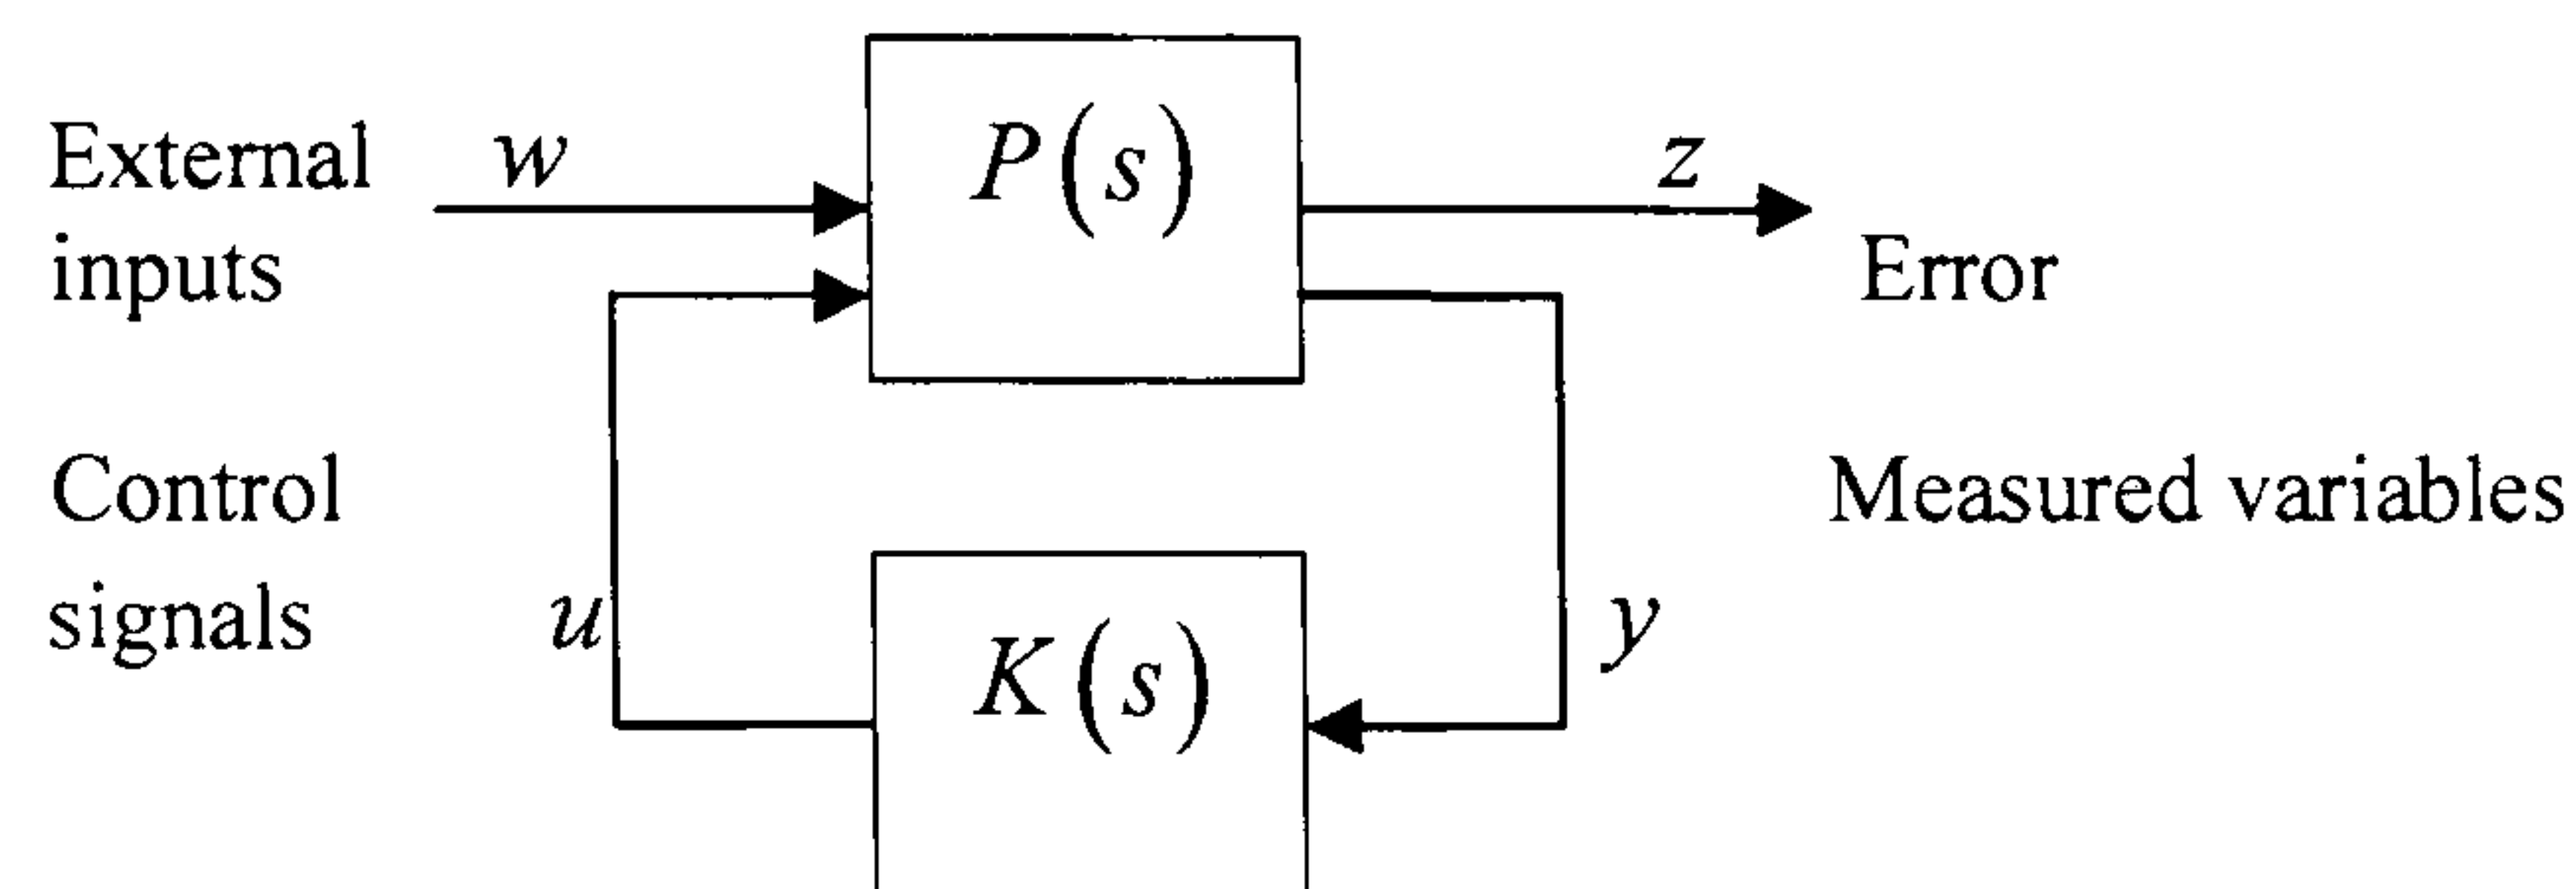 External
inputs
w
P(s)
z
Error
Control
signals
u
Measured variables
y
K(s)